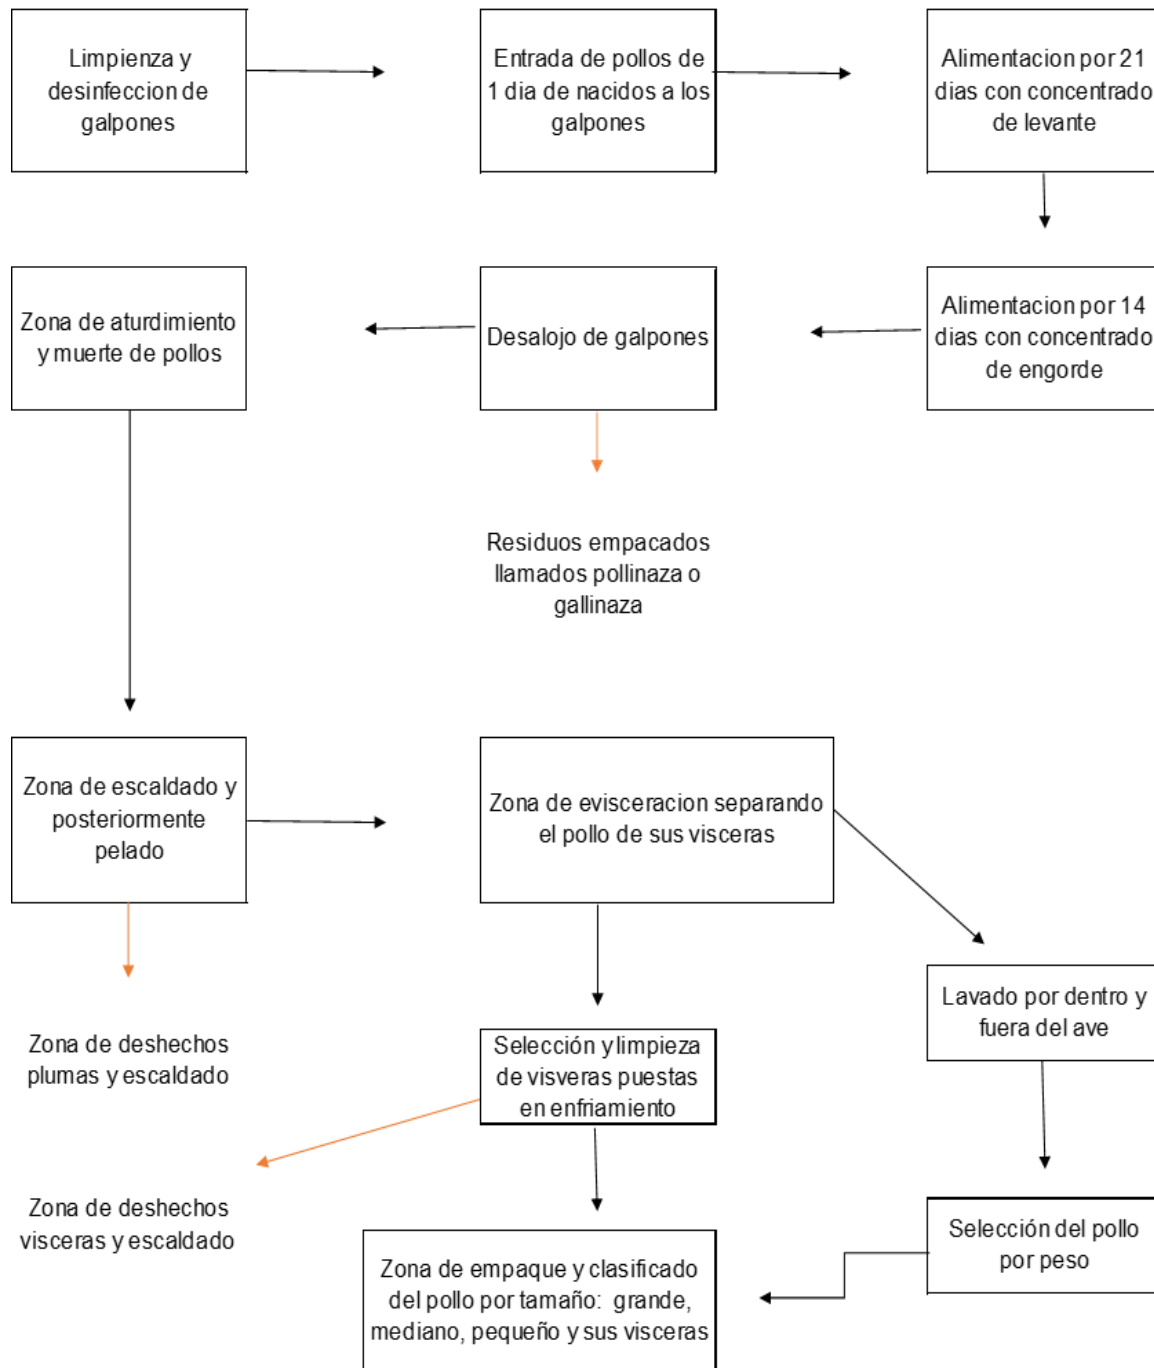 Limpienza y
desinfeccion de
galpones
Entrada de pollos de
1 dia de nacidos a los
galpones
Alimentacion por 21
dias con concentrado
de levante
Zona de aturdimiento
y muerte de pollos
Desalojo de galpones
Alimentacion por 14
dias con concentrado
de engorde
Residuos empacados
llamados pollinaza o
gallinaza
Zona de escaldado y
posteriormente
pelado
Zona de evisceracion separando
el pollo de sus visceras
Lavado por dentro y
fuera del ave
Zona de deshechos
plumas y escaldado
Selección y limpieza
de visveras puestas
en enfriamiento
Zona de deshechos
visceras y escaldado
Selección del pollo
por peso
Zona de empaque y clasificado
del pollo por tamaño:  grande,
mediano, pequeño y sus visceras